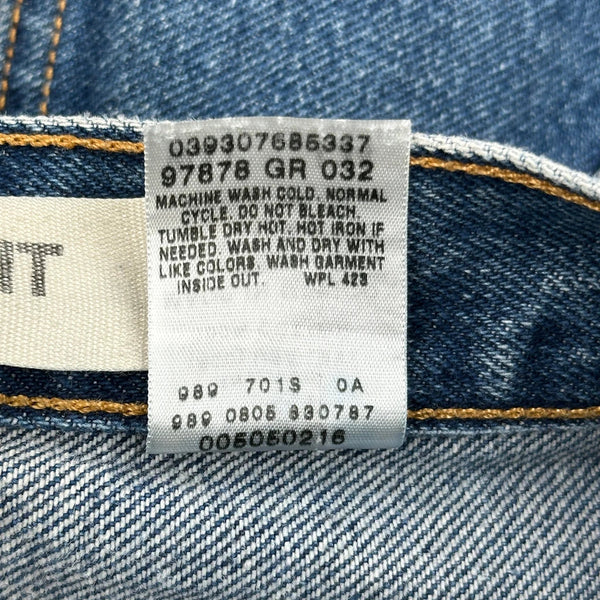 039307685337
97878 GR 032
MACHINE WASH COLD, NORMAL
CYCLE, DO NOT BLEACH,
TUMBLE DRY HOT, HOT IRON IF
NEEDED, WASH AND DRY WITH
LIKE COLORS, WASH GARMENT
INSIDE OUT. WPL 423
989 701S 0A
989 0805 830787
005050216